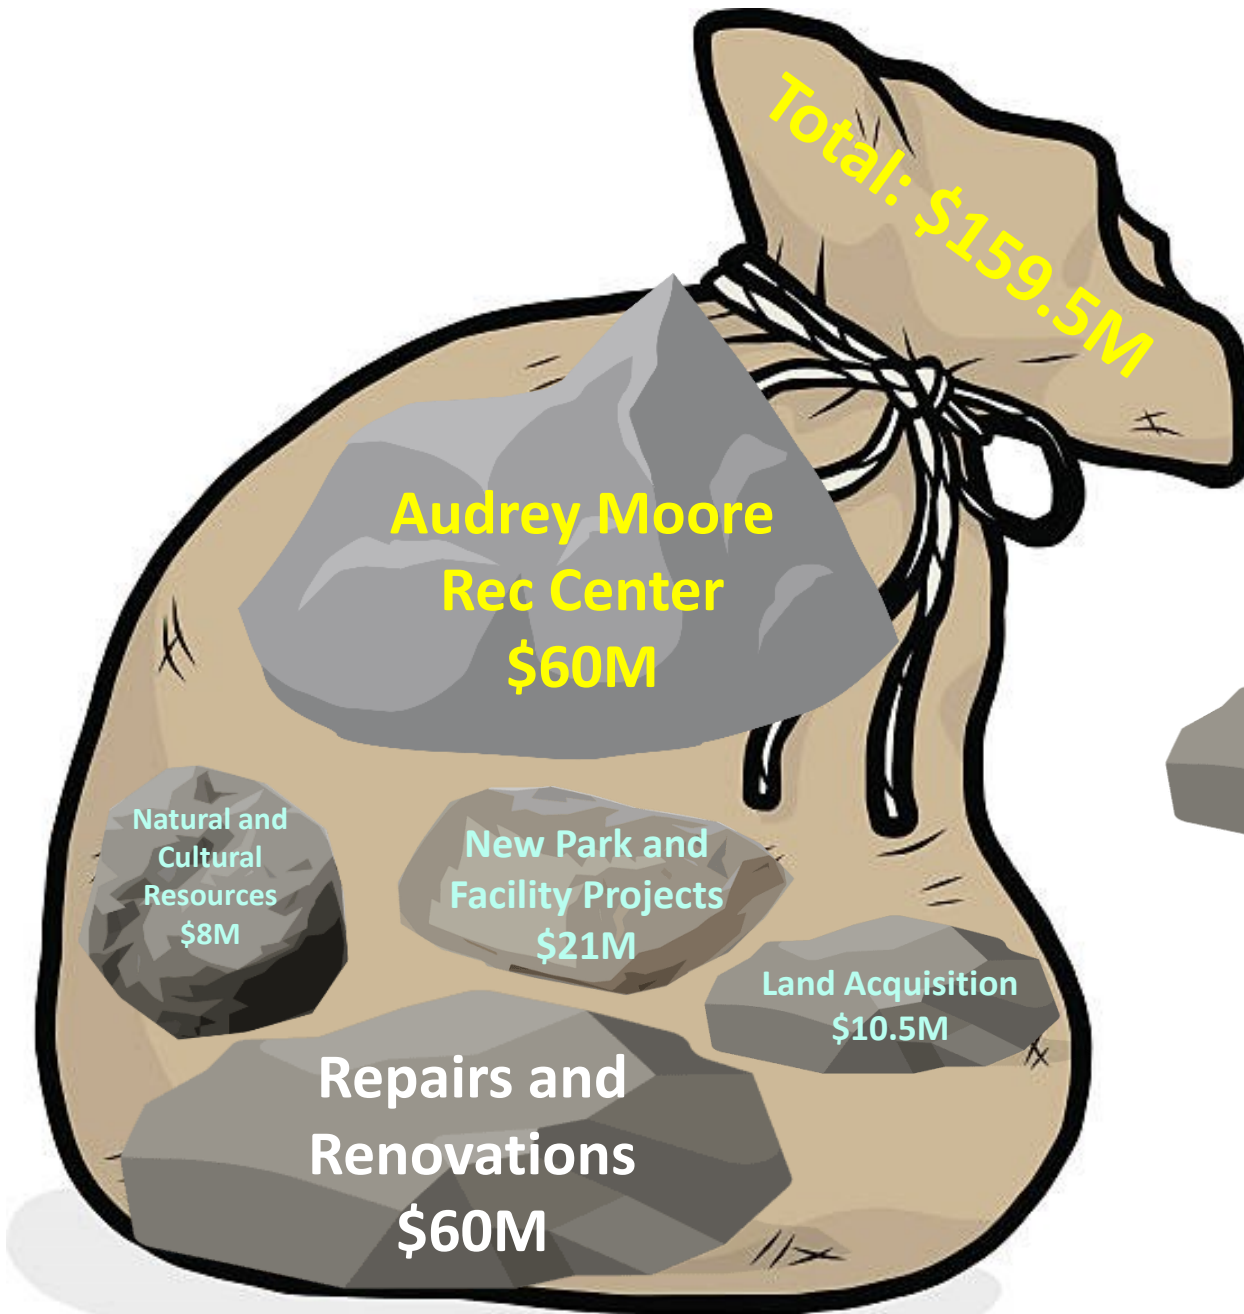 Total: $159.5M
Audrey Moore
Rec Center
$60M
Natural and
Cultural
Resources
$8M
New Park and
Facility Projects
$21M
Land Acquisition
$10.5M
Repairs and
Renovations
$60M